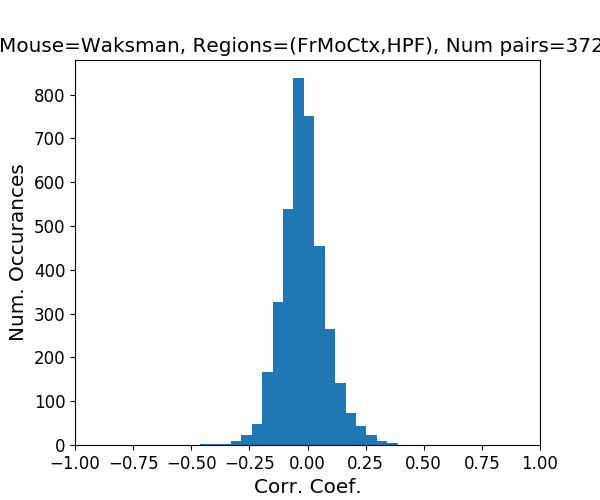 Mouse=Waksman, Regions=(FrMoCtx,HPF), Num pairs=372
Num. Occurances
800
700
600
500
400
300
200
100
0
−1.00 −0.75 −0.50 −0.25 0.00 0.25 0.50 0.75 1.00
Corr. Coef.